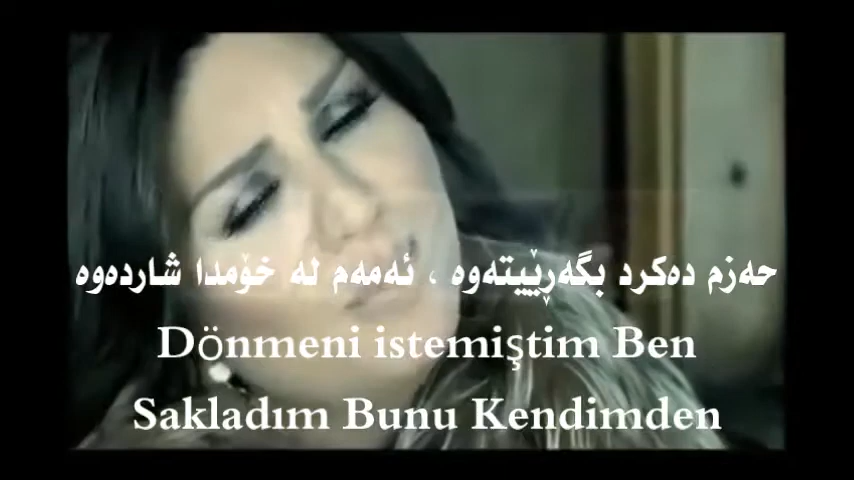 حەزم دەکرد بگەڕێیتەوە ، ئەمەم لە خۆمدا شاردەوە
Dönmeni istemiştim Ben
Sakladım Bunu Kendimden